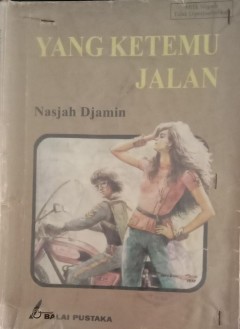 YANG KETEMU
JALAN
Nasjah Djamin
BALAI PUSTAKA